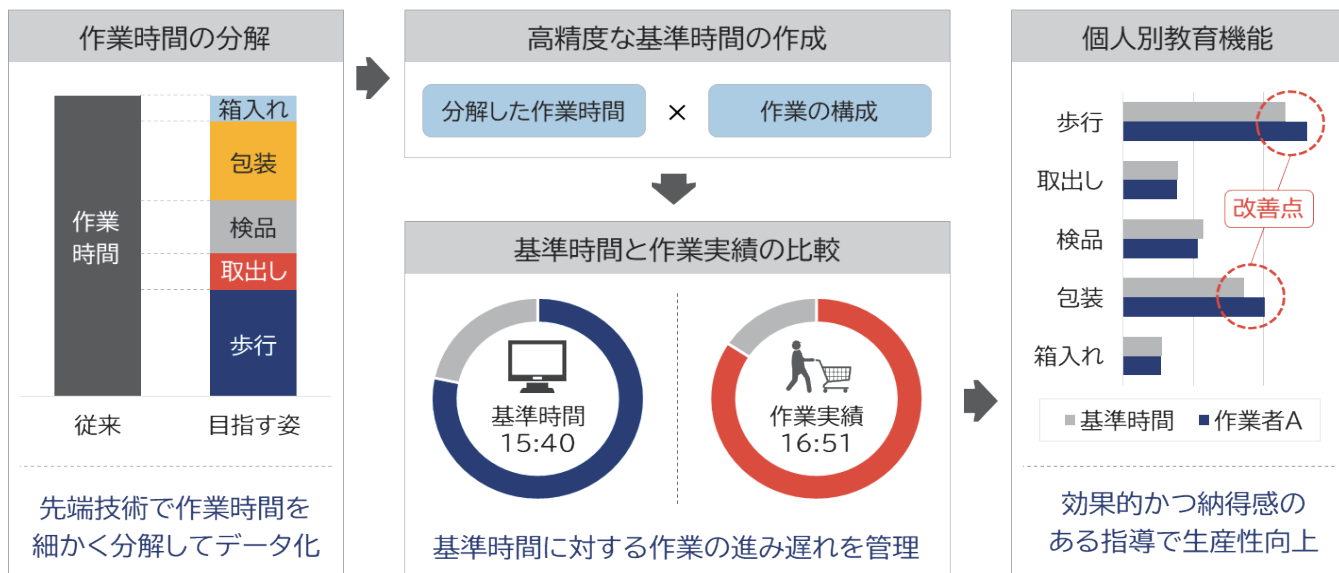 作業時間の分解
作業
時間
箱入れ
包装
検品
取出し
歩行
従来
目指す姿
先端技術で作業時間を
細かく分解してデータ化
高精度な基準時間の作成
分解した作業時間
×
作業の構成
基準時間と作業実績の比較
基準時間
15:40
作業実績
16:51
基準時間に対する作業の進み遅れを管理
個人別教育機能
歩行
取出し
検品
包装
箱入れ
改善点
基準時間
作業者A
効果的かつ納得感の
ある指導で生産性向上